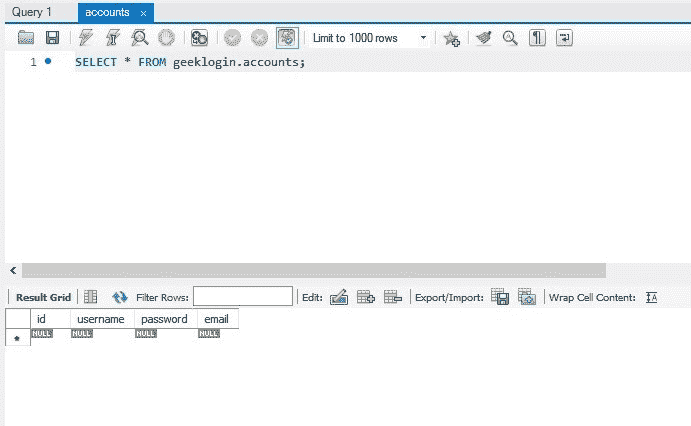 Query 1 accounts ×
Limit to 1000 rows
1 SELECT * FROM geeklogin.accounts;
Result Grid Filter Rows: Edit: Export/Import: Wrap Cell Content: IA
id username password email
* NULL NULL NULL NULL